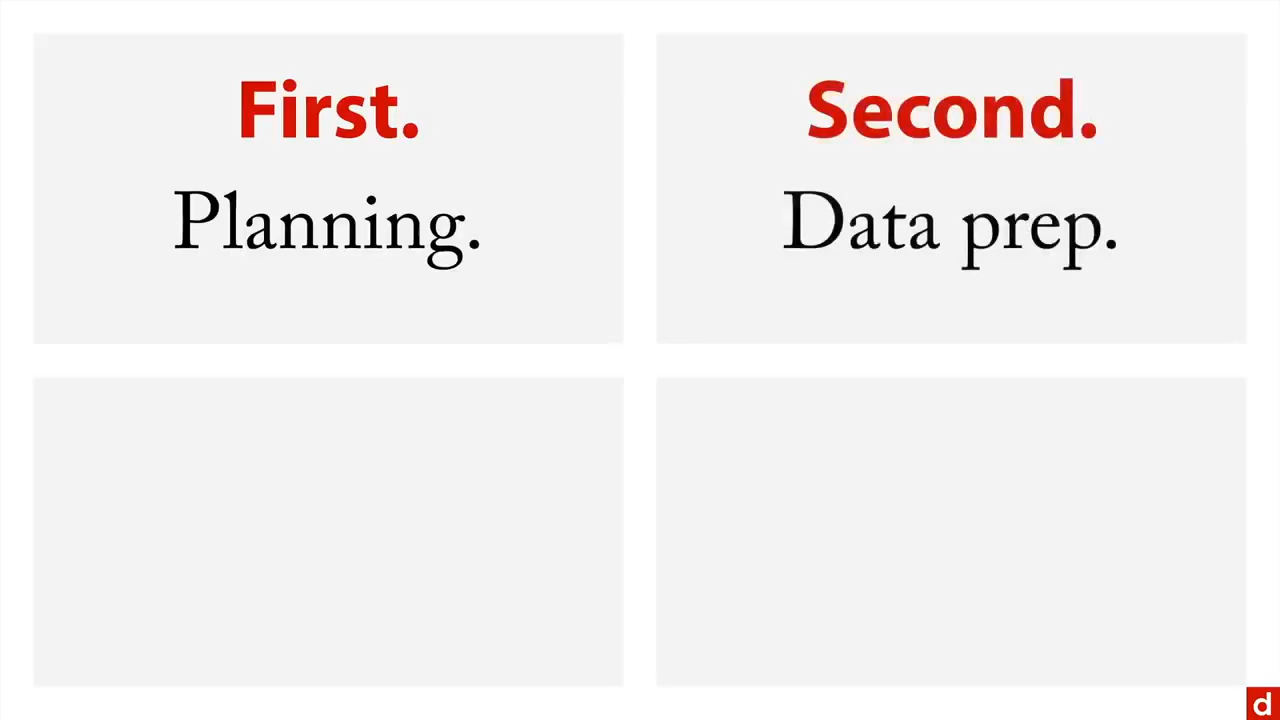 First.
Planning.
Second.
Data prep.
d